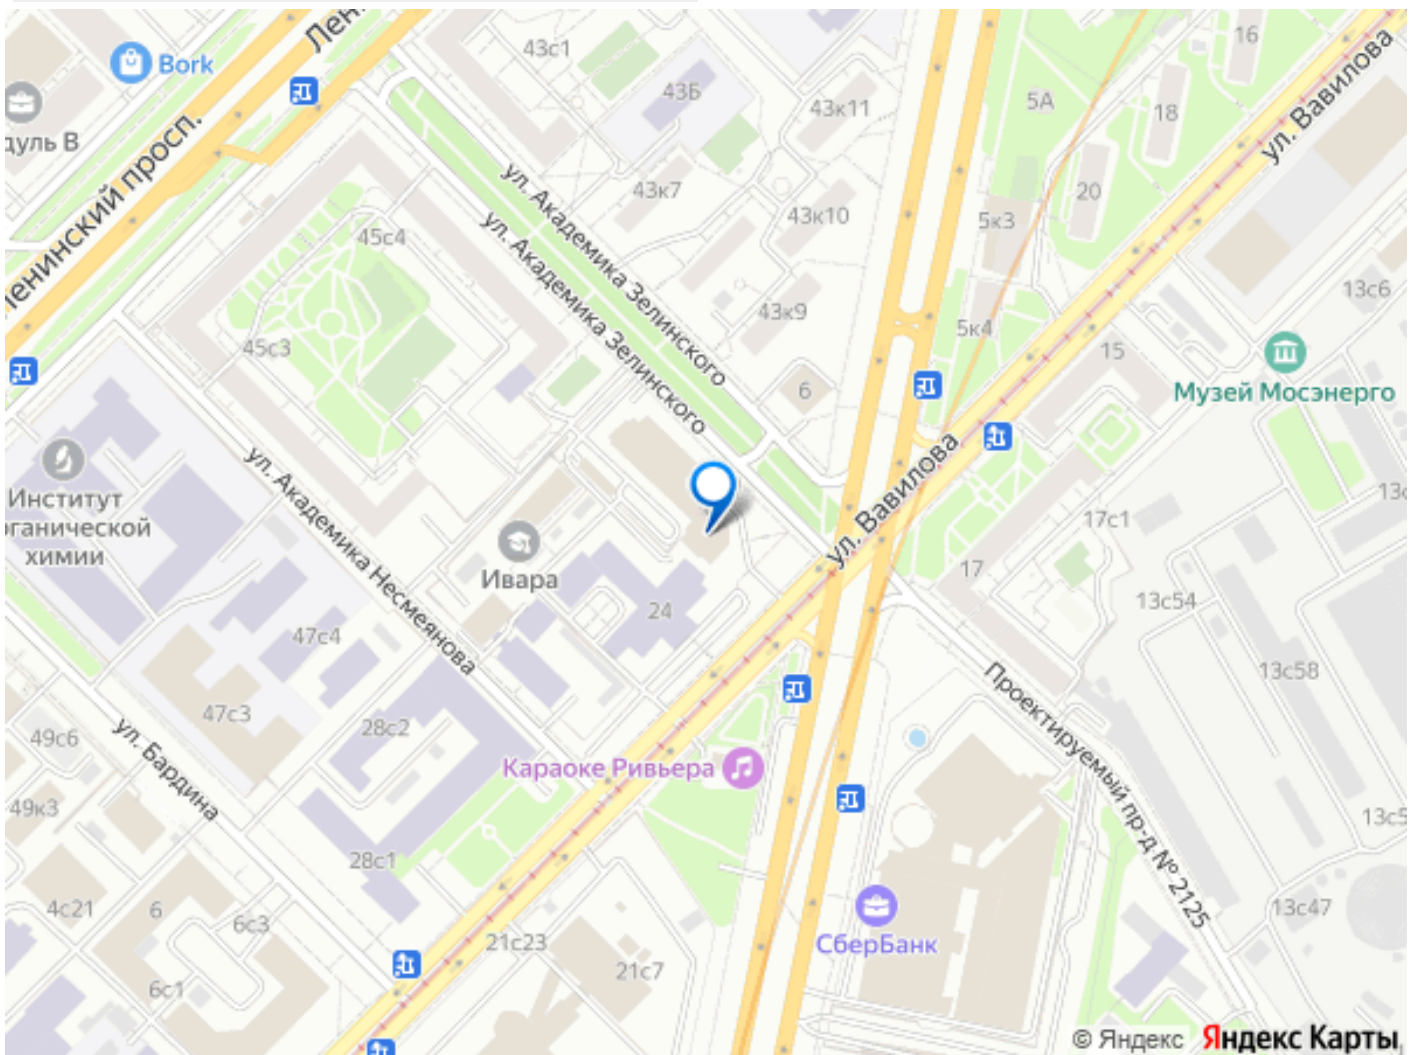 Лен
Bork
дуль В
Ленинский просп.
43с1
43Б
43к11
5А
16
18
ул. Вавилова
20
43к7
43к10
5к3
ул. Академика Зелинского
ул. Академика Зелинского
45с4
45с3
43к9
5к4
13с6
15
Музей Мосэнерго
6
Институт
рганической
химии
ул. Академика Несмеянова
ул. Вавилова
17с1
17
Ивара
24
13с54
13с58
47с4
47с3
28с2
49с6
ул. Бардина
Караоке Ривьера
Проектируемый пр-д № 2125
49к3
28с1
4с21
6
6с3
6с1
21с23
21с7
СберБанк
13с47
© Яндекс Яндекс Карты